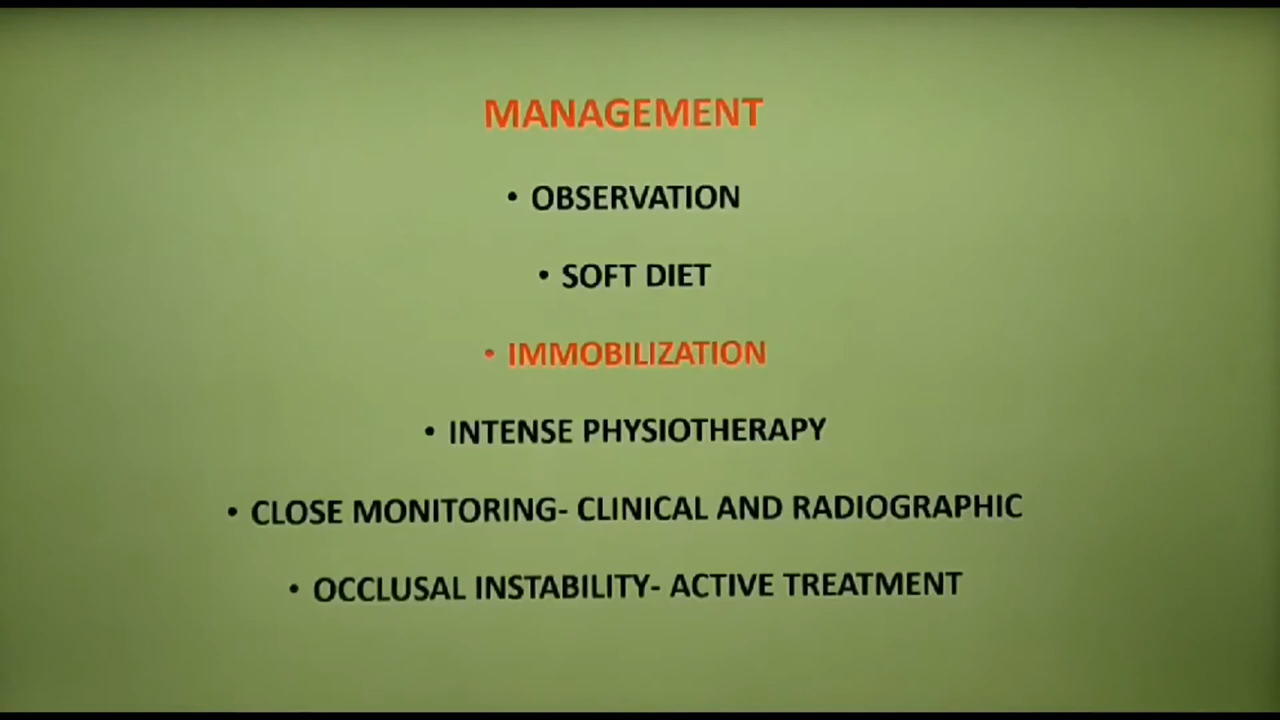 MANAGEMENT
• OBSERVATION
• SOFT DIET
• IMMOBILIZATION
• INTENSE PHYSIOTHERAPY
• CLOSE MONITORING- CLINICAL AND RADIOGRAPHIC
• OCCLUSAL INSTABILITY- ACTIVE TREATMENT